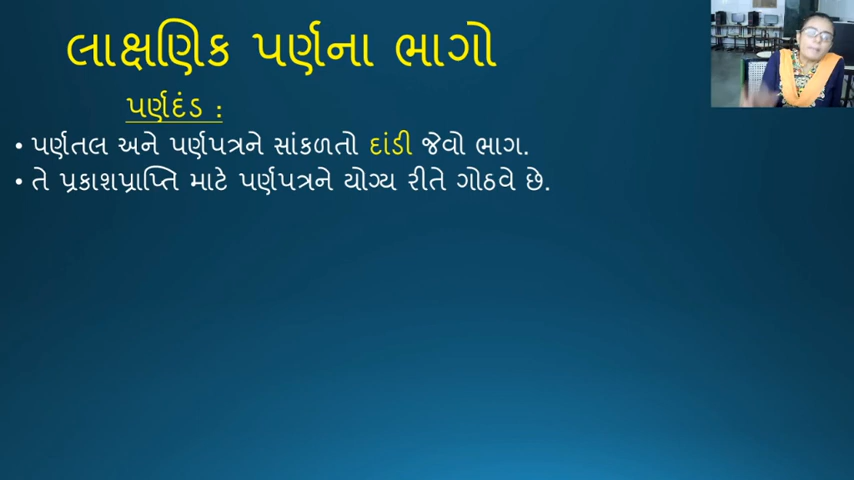 લાક્ષણિક પર્ણના ભાગો
પર્ણદંડ :
• પર્ણતલ અને પર્ણપત્રને સાંકળતો દાંડી જેવો ભાગ.
• તે પ્રકાશપ્રાપ્તિ માટે પર્ણપત્રને યોગ્ય રીતે ગોઠવે છે.